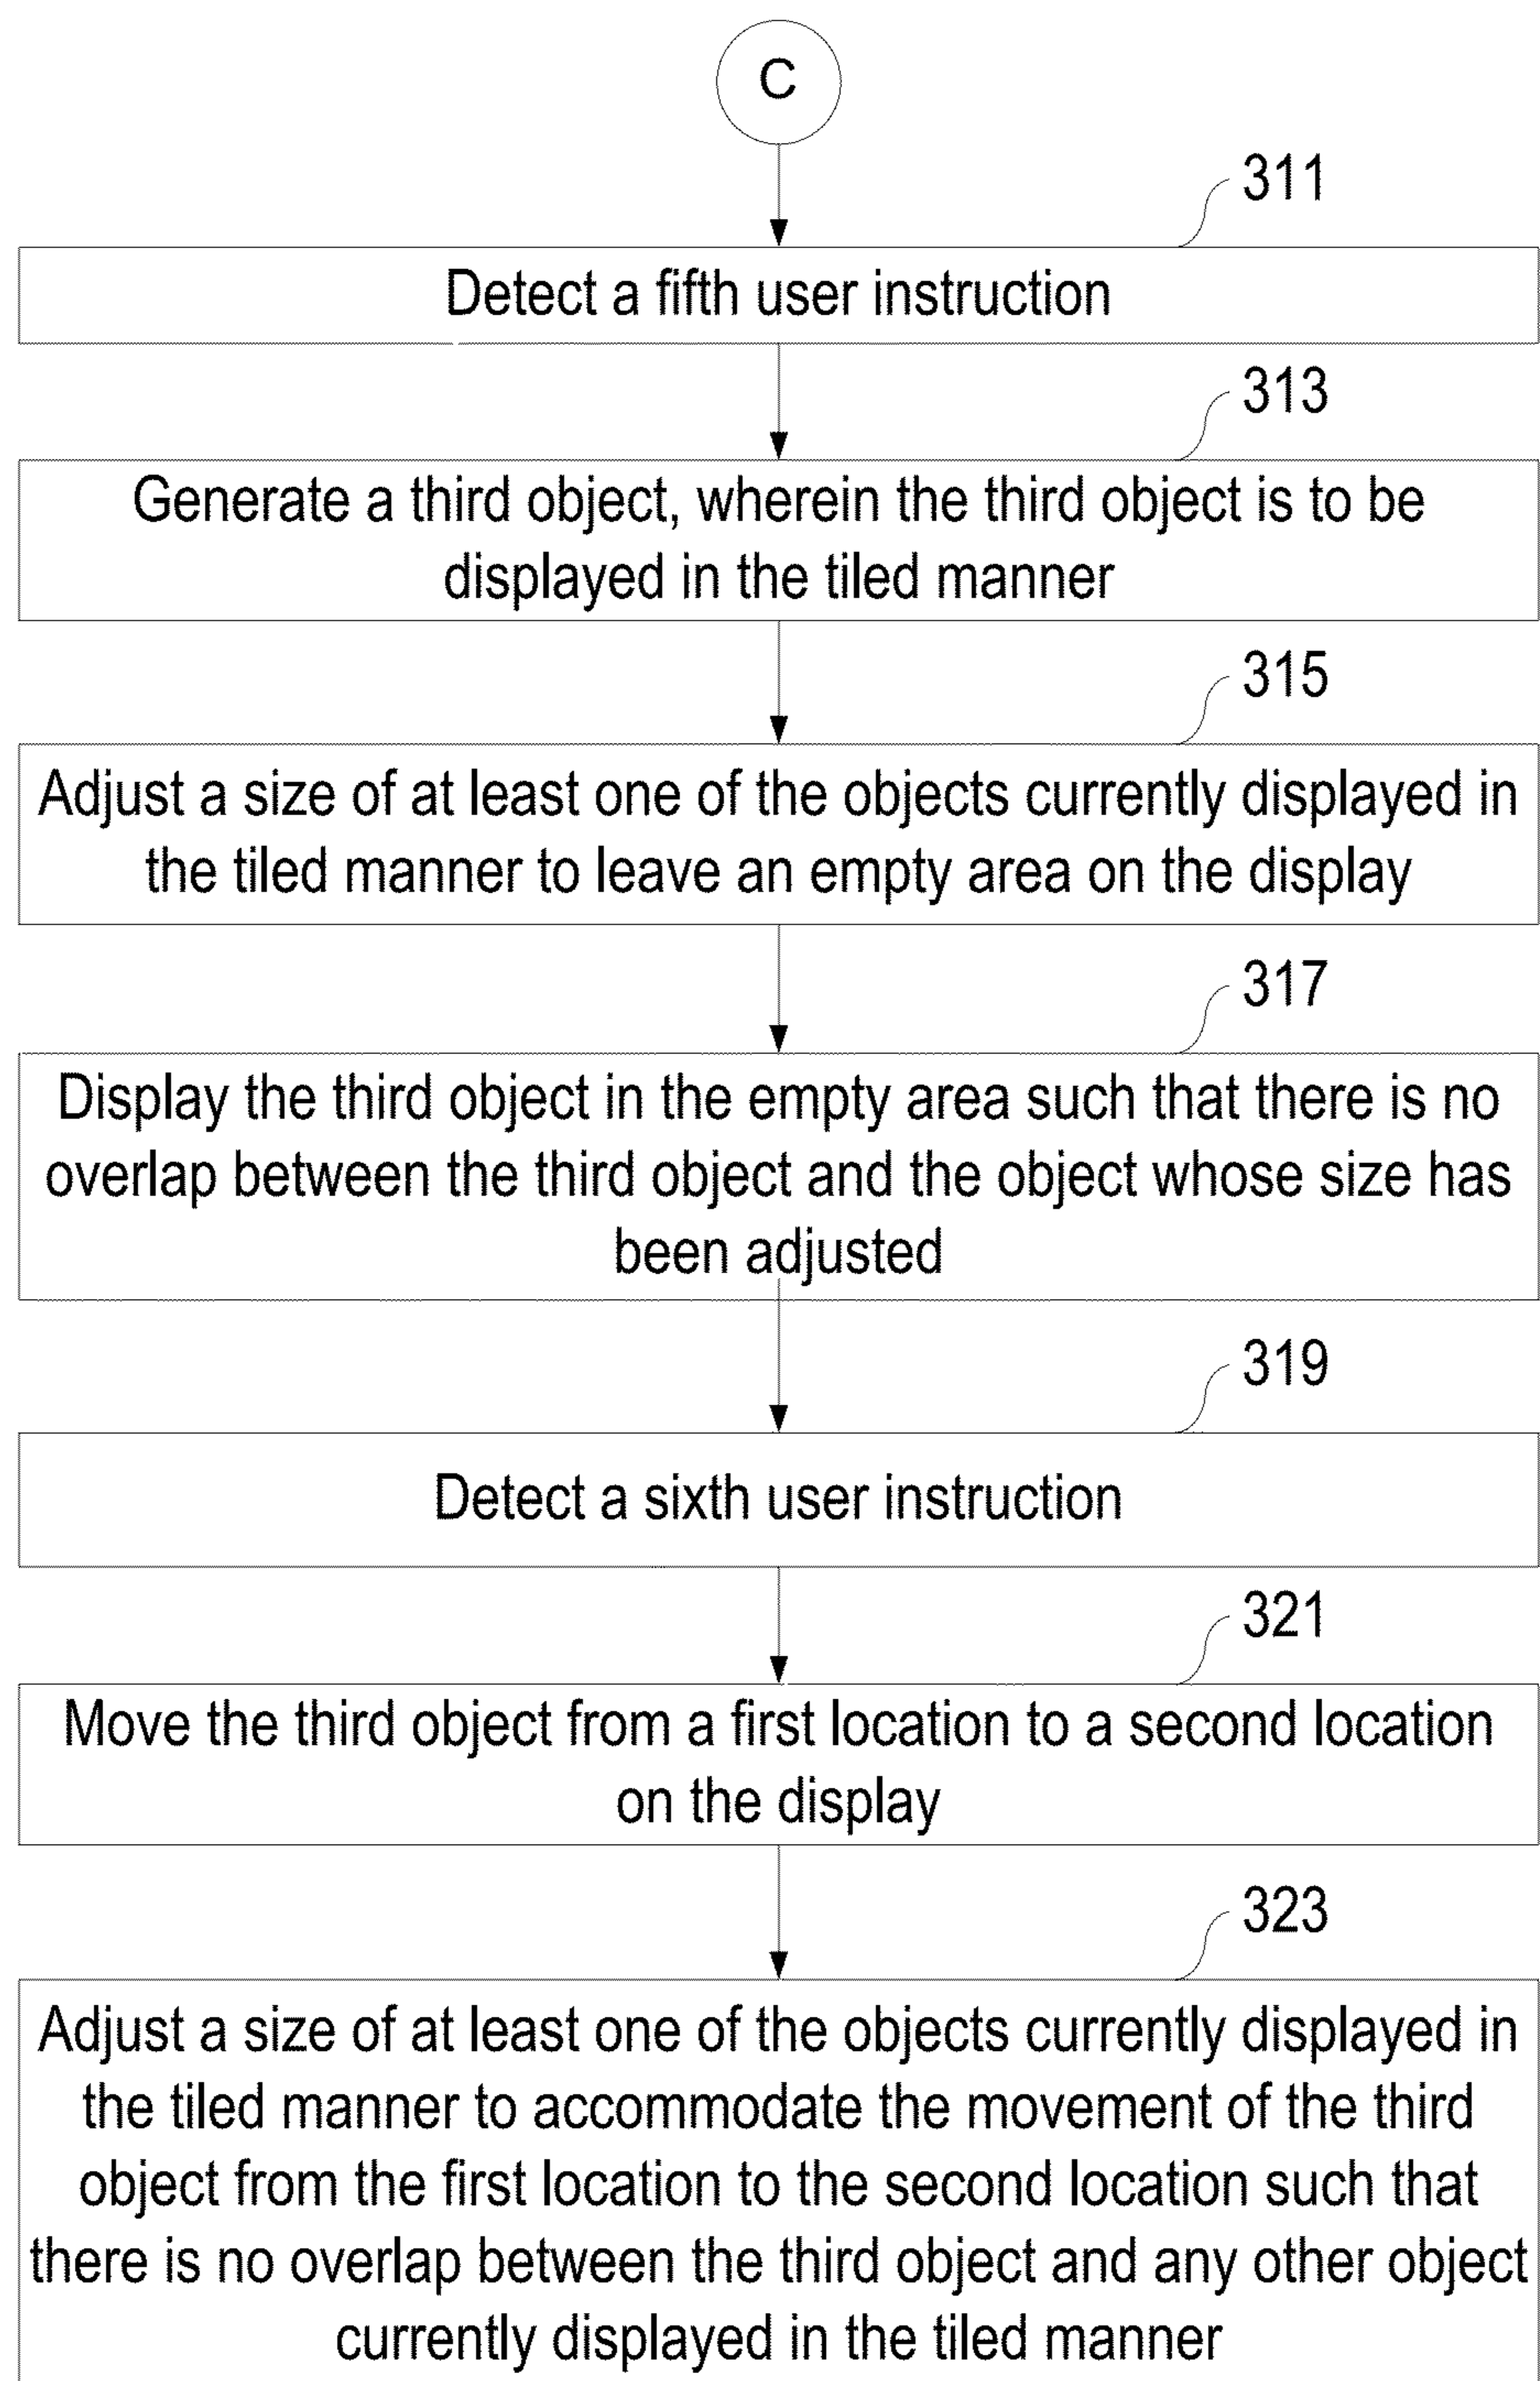 C
311
Detect a fifth user instruction
313
Generate a third object, wherein the third object is to be
displayed in the tiled manner
315
Adjust a size of at least one of the objects currently displayed in
the tiled manner to leave an empty area on the display
317
Display the third object in the empty area such that there is no
overlap between the third object and the object whose size has
been adjusted
319
Detect a sixth user instruction
321
Move the third object from a first location to a second location
on the display
323
Adjust a size of at least one of the objects currently displayed in
the tiled manner to accommodate the movement of the third
object from the first location to the second location such that
there is no overlap between the third object and any other object
currently displayed in the tiled manner